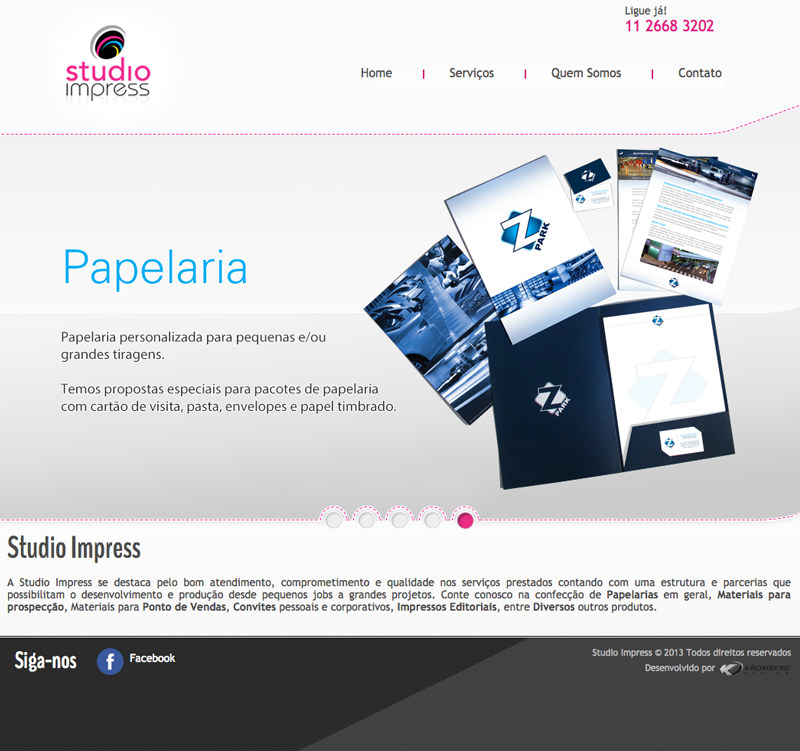 Ligue já!
11 2668 3202
studio
impress
Home
Serviços
Quem Somos
Contato
Papelaria
Papelaria personalizada para pequenas e/ou
grandes tiragens.
Temos propostas especiais para pacotes de papelaria
com cartão de visita, pasta, envelopes e papel timbrado.
Z
PARK
Z
PARK
Studio Impress
A Studio Impress se destaca pelo bom atendimento, comprometimento e qualidade nos serviços prestados contando com uma estrutura e parcerias que
possibilitam o desenvolvimento e produção desde pequenos jobs a grandes projetos. Conte conosco na confecção de Papelarias em geral, Materiais para
prospecção, Materiais para Ponto de Vendas, Convites pessoais e corporativos, Impressos Editoriais, entre Diversos outros produtos.
Siga-nos
Facebook
Studio Impress © 2013 Todos direitos reservados
Desenvolvido por KROMBERG